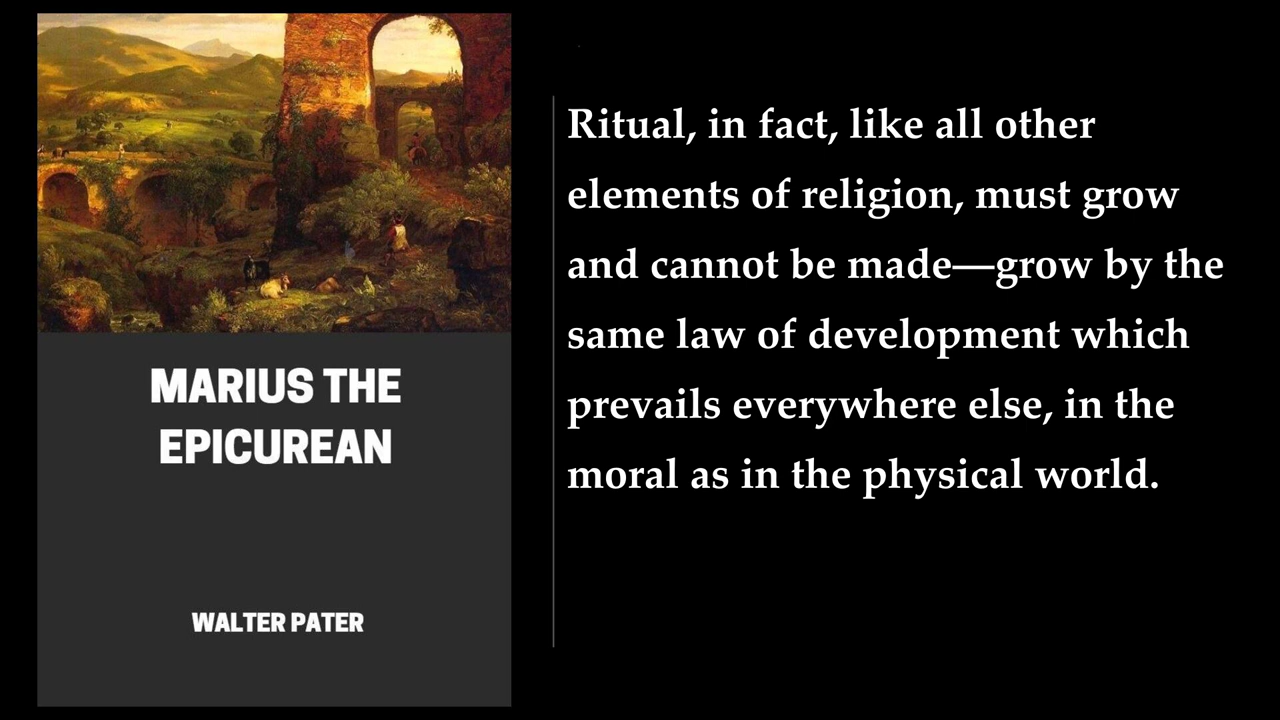 MARIUS THE
EPICUREAN
WALTER PATER
Ritual, in fact, like all other
elements of religion, must grow
and cannot be made—grow by the
same law of development which
prevails everywhere else, in the
moral as in the physical world.